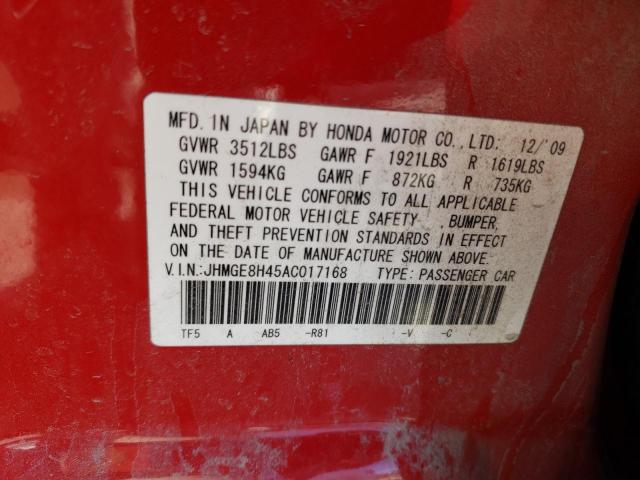 MFD. IN JAPAN BY HONDA MOTOR CO., LTD: 12/'09
GVWR 3512LBS GAWR F 1921LBS R 1619LBS
GVWR 1594KG GAWR F 872KG R 735KG
THIS VEHICLE CONFORMS TO ALL APPLICABLE
FEDERAL MOTOR VEHICLE SAFETY ,BUMPER,
AND THEFT PREVENTION STANDARDS IN EFFECT
ON THE DATE OF MANUFACTURE SHOWN ABOVE.
V.I.N.:JHMGE8H45AC017168 TYPE: PASSENGER CAR
TF5 A AB5 -R81 -V -C